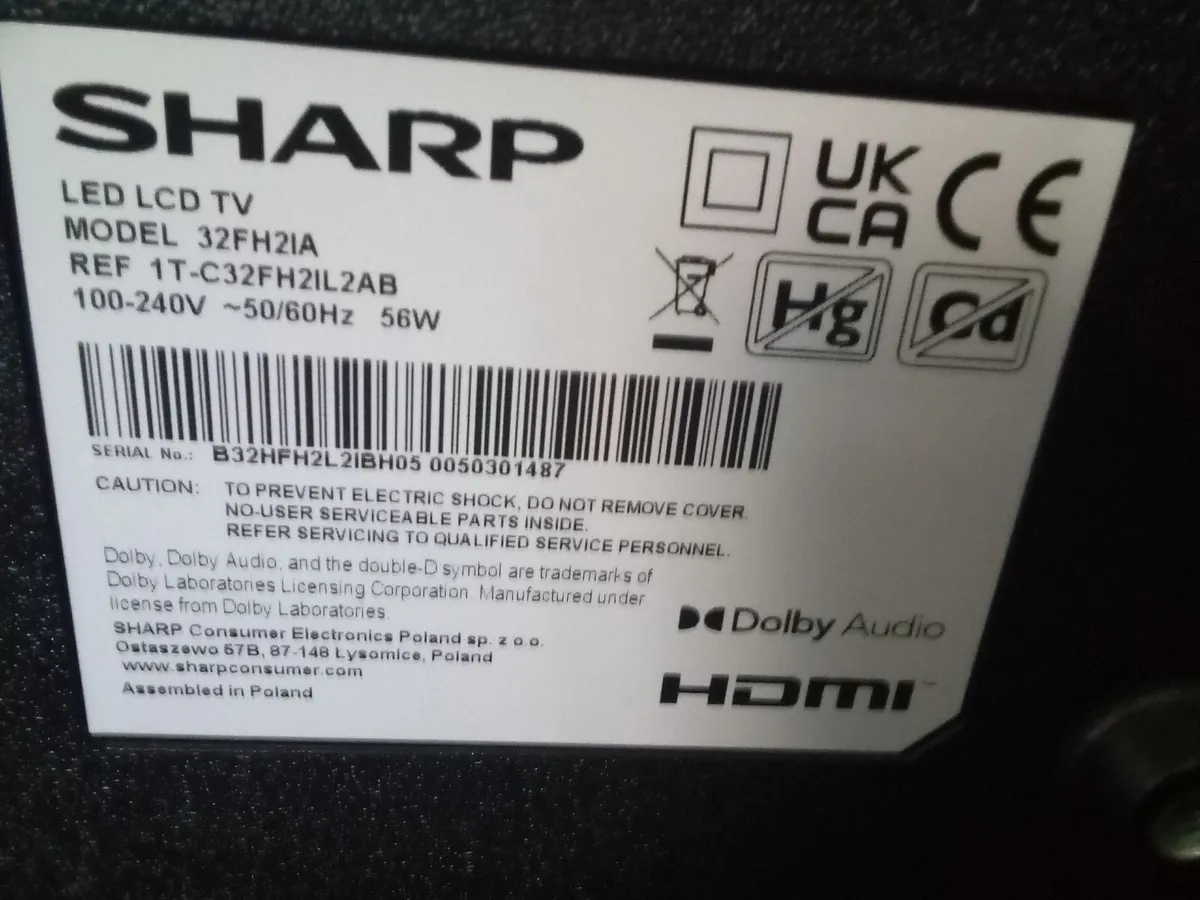 SHARP
LED LCD TV
MODEL 32FH2IA
REF 1T-C32FH2IL2AB
100-240V ~50/60Hz 56W
UK
CA
CE
Hg
Cd
SERIAL No.: B32HFH2L2IBH05 0050301487
CAUTION: TO PREVENT ELECTRIC SHOCK, DO NOT REMOVE COVER.
NO-USER SERVICEABLE PARTS INSIDE.
REFER SERVICING TO QUALIFIED SERVICE PERSONNEL.
Dolby, Dolby Audio, and the double-D symbol are trademarks of
Dolby Laboratories Licensing Corporation. Manufactured under
license from Dolby Laboratories.
Dolby Audio
SHARP Consumer Electronics Poland sp. z o.o.
Ostaszewo 57B, 87-148 Łysomice, Poland
www.sharpconsumer.com
Assembled in Poland
HDMI™